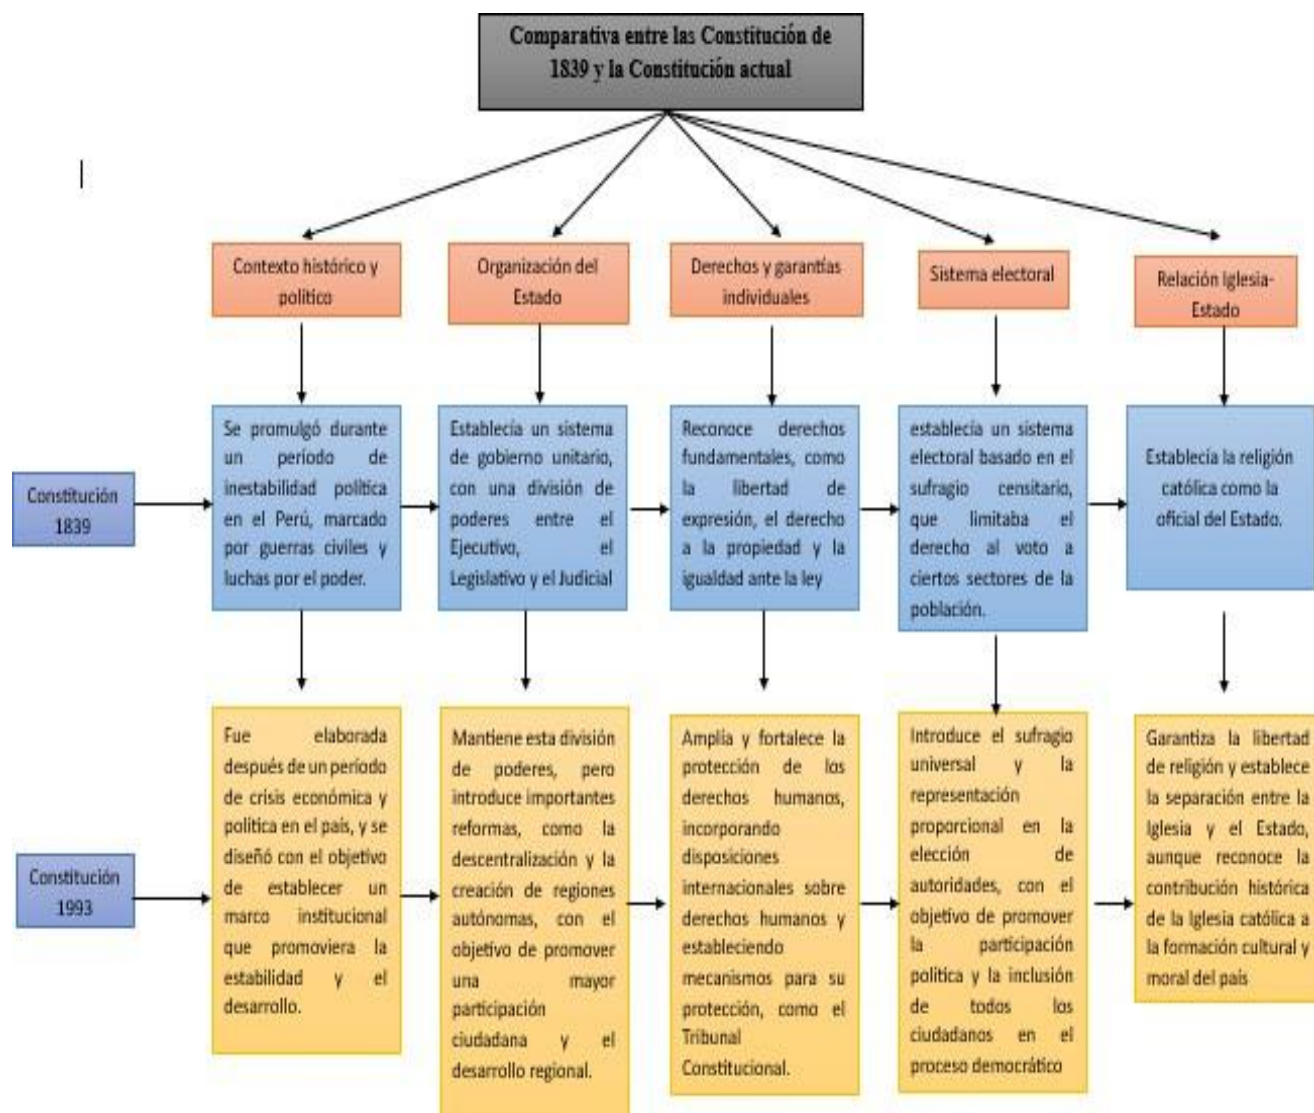 Comparativa entre las Constitución de
1839 y la Constitución actual
Contexto histórico y
político
Organización del
Estado
Derechos y garantías
individuales
Sistema electoral
Relación Iglesia-
Estado
Constitución
1839
Se promulgó durante
un período de
inestabilidad política
en el Perú, marcado
por guerras civiles y
luchas por el poder.
Establecía un sistema
de gobierno unitario,
con una división de
poderes entre el
Ejecutivo, el
Legislativo y el Judicial
Reconoce derechos
fundamentales, como
la libertad de
expresión, el derecho
a la propiedad y la
igualdad ante la ley
establecía un sistema
electoral basado en el
sufragio censitario,
que limitaba el
derecho al voto a
ciertos sectores de la
población.
Establecía la religión
católica como la
oficial del Estado.
Constitución
1993
Fue elaborada
después de un período
de crisis económica y
política en el país, y se
diseñó con el objetivo
de establecer un
marco institucional
que promoviera la
estabilidad y el
desarrollo.
Mantiene esta división
de poderes, pero
introduce importantes
reformas, como la
descentralización y la
creación de regiones
autónomas, con el
objetivo de promover
una mayor
participación
ciudadana y el
desarrollo regional.
Amplía y fortalece la
protección de los
derechos humanos,
incorporando
disposiciones
internacionales sobre
derechos humanos y
estableciendo
mecanismos para su
protección, como el
Tribunal
Constitucional.
Introduce el sufragio
universal y la
representación
proporcional en la
elección de
autoridades, con el
objetivo de promover
la participación
política y la inclusión
de todos los
ciudadanos en el
proceso democrático
Garantiza la libertad
de religión y establece
la separación entre la
Iglesia y el Estado,
aunque reconoce la
contribución histórica
de la Iglesia católica a
la formación cultural y
moral del país